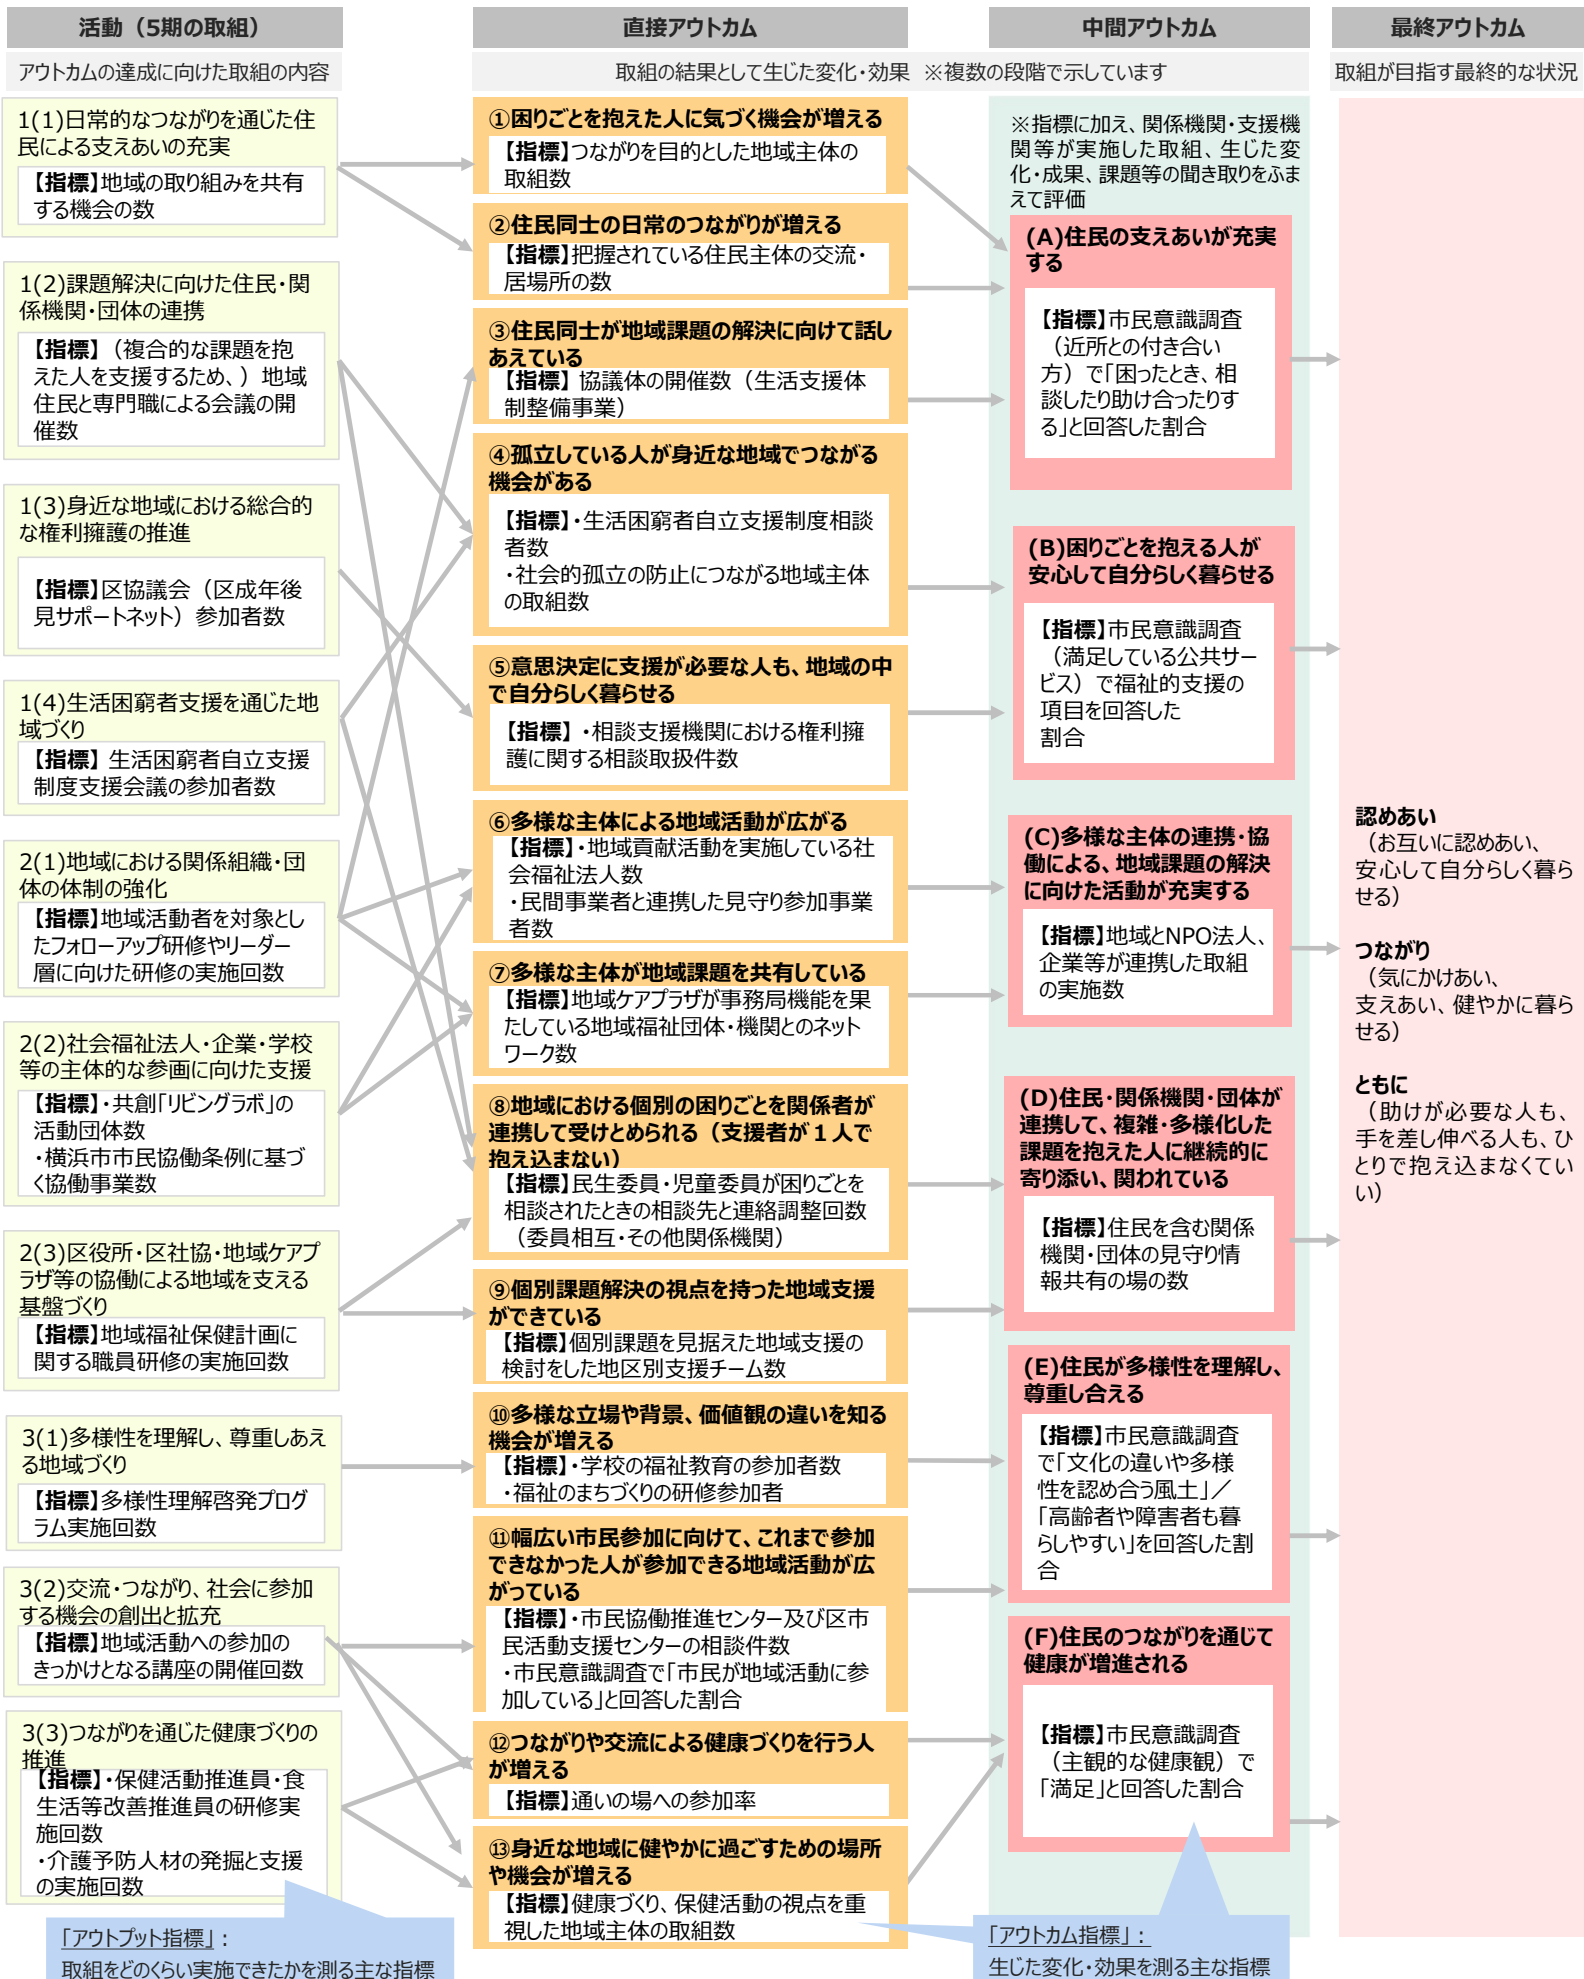 活動（5期の取組）
アウトカムの達成に向けた取組の内容
1(1)日常的なつながりを通じた住
民による支えあいの充実
【指標】地域の取り組みを共有
する機会の数
1(2)課題解決に向けた住民・関
係機関・団体の連携
【指標】（複合的な課題を抱
えた人を支援するため、）地域
住民と専門職による会議の開
催数
1(3)身近な地域における総合的
な権利擁護の推進
【指標】区協議会（区成年後
見サポートネット）参加者数
1(4)生活困窮者支援を通じた地
域づくり
【指標】 生活困窮者自立支援
制度支援会議の参加者数
2(1)地域における関係組織・団
体の体制の強化
【指標】地域活動者を対象とし
たフォローアップ研修やリーダー
層に向けた研修の実施回数
2(2)社会福祉法人・企業・学校
等の主体的な参画に向けた支援
【指標】・共創「リビングラボ」の
活動団体数
・横浜市市民協働条例に基づ
く協働事業数
2(3)区役所・区社協・地域ケアプ
ラザ等の協働による地域を支える
基盤づくり
【指標】地域福祉保健計画に
関する職員研修の実施回数
3(1)多様性を理解し、尊重しあえ
る地域づくり
【指標】多様性理解啓発プログ
ラム実施回数
3(2)交流・つながり、社会に参加
する機会の創出と拡充
【指標】地域活動への参加の
きっかけとなる講座の開催回数
3(3)つながりを通じた健康づくりの
推進
【指標】・保健活動推進員・食
生活等改善推進員の研修実
施回数
・介護予防人材の発掘と支援
の実施回数
「アウトプット指標」：
取組をどのくらい実施できたかを測る主な指標
直接アウトカム
取組の結果として生じた変化・効果 ※複数の段階で示しています
①困りごとを抱えた人に気づく機会が増える
【指標】つながりを目的とした地域主体の
取組数
②住民同士の日常のつながりが増える
【指標】把握されている住民主体の交流・
居場所の数
③住民同士が地域課題の解決に向けて話し
あえている
【指標】 協議体の開催数（生活支援体
制整備事業）
④孤立している人が身近な地域でつながる
機会がある
【指標】・生活困窮者自立支援制度相談
者数
・社会的孤立の防止につながる地域主体
の取組数
⑤意思決定に支援が必要な人も、地域の中
で自分らしく暮らせる
【指標】 ・相談支援機関における権利擁
護に関する相談取扱件数
⑥多様な主体による地域活動が広がる
【指標】・地域貢献活動を実施している社
会福祉法人数
・民間事業者と連携した見守り参加事業
者数
⑦多様な主体が地域課題を共有している
【指標】地域ケアプラザが事務局機能を果
たしている地域福祉団体・機関とのネット
ワーク数
⑧地域における個別の困りごとを関係者が
連携して受けとめられる（支援者が１人で
抱え込まない）
【指標】民生委員・児童委員が困りごとを
相談されたときの相談先と連絡調整回数
（委員相互・その他関係機関）
⑨個別課題解決の視点を持った地域支援
ができている
【指標】個別課題を見据えた地域支援の
検討をした地区別支援チーム数
⑩多様な立場や背景、価値観の違いを知る
機会が増える
【指標】・学校の福祉教育の参加者数
・福祉のまちづくりの研修参加者
⑪幅広い市民参加に向けて、これまで参加
できなかった人が参加できる地域活動が広
がっている
【指標】・市民協働推進センター及び区市
民活動支援センターの相談件数
・市民意識調査で「市民が地域活動に参
加している」と回答した割合
⑫つながりや交流による健康づくりを行う人
が増える
【指標】通いの場への参加率
⑬身近な地域に健やかに過ごすための場所
や機会が増える
【指標】健康づくり、保健活動の視点を重
視した地域主体の取組数
中間アウトカム
※指標に加え、関係機関・支援機
関等が実施した取組、生じた変
化・成果、課題等の聞き取りをふま
えて評価
(A)住民の支えあいが充実
する
【指標】市民意識調査
（近所との付き合い
方）で「困ったとき、相
談したり助け合ったりす
る」と回答した割合
(B)困りごとを抱える人が
安心して自分らしく暮らせる
【指標】市民意識調査
（満足している公共サー
ビス）で福祉的支援の
項目を回答した
割合
(C)多様な主体の連携・協
働による、地域課題の解決
に向けた活動が充実する
【指標】地域とNPO法人、
企業等が連携した取組
の実施数
(D)住民・関係機関・団体が
連携して、複雑・多様化した
課題を抱えた人に継続的に
寄り添い、関われている
【指標】住民を含む関係
機関・団体の見守り情
報共有の場の数
(E)住民が多様性を理解し、
尊重し合える
【指標】市民意識調査
で「文化の違いや多様
性を認め合う風土」／
「高齢者や障害者も暮
らしやすい」を回答した割
合
(F)住民のつながりを通じて
健康が増進される
【指標】市民意識調査
（主観的な健康観）で
「満足」と回答した割合
「アウトカム指標」：
生じた変化・効果を測る主な指標
最終アウトカム
取組が目指す最終的な状況
認めあい
（お互いに認めあい、
安心して自分らしく暮ら
せる）
つながり
（気にかけあい、
支えあい、健やかに暮ら
せる）
ともに
（助けが必要な人も、
手を差し伸べる人も、ひ
とりで抱え込まなくてい
い）